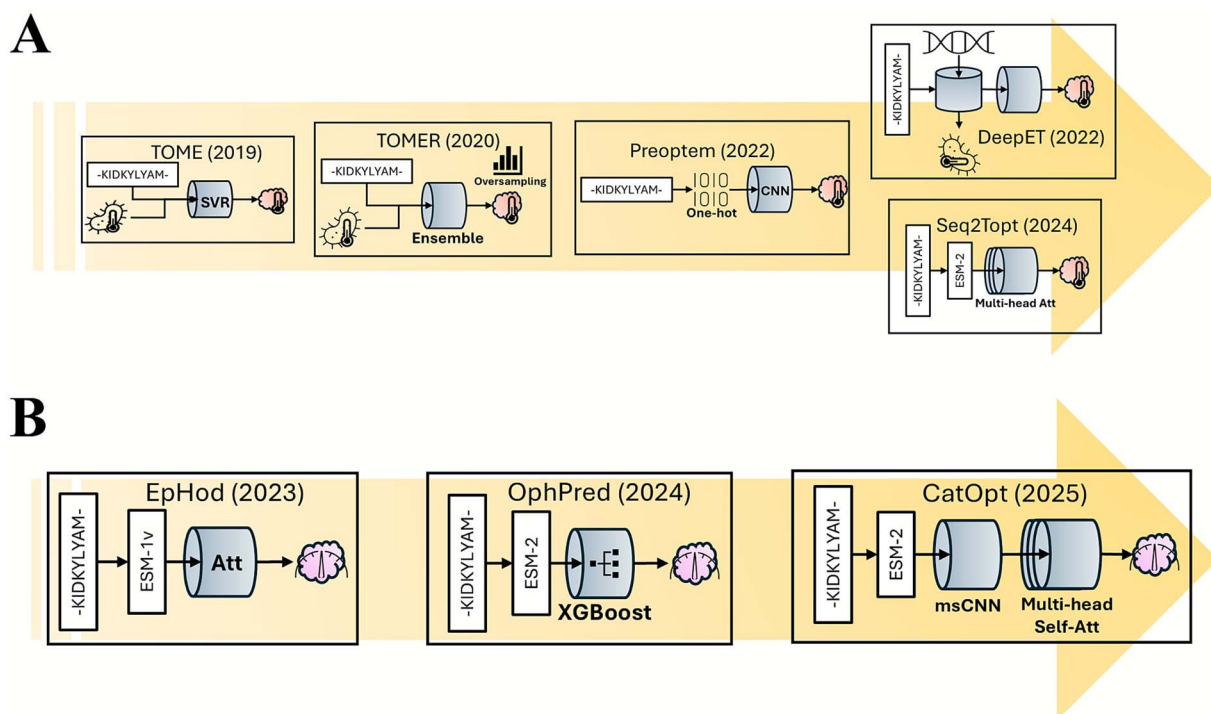 A
TOME (2019)
-KIDKYLYAM-
SVR
TOMER (2020)
-KIDKYLYAM-
Oversampling
Ensemble
Preoptem (2022)
-KIDKYLYAM-
1010
1010
One-hot
CNN
-KIDKYLYAM-
DeepET (2022)
Seq2Topt (2024)
-KIDKYLYAM-
ESM-2
Multi-head Att
B
EpHod (2023)
-KIDKYLYAM-
ESM-1v
Att
OphPred (2024)
-KIDKYLYAM-
ESM-2
XGBoost
CatOpt (2025)
-KIDKYLYAM-
ESM-2
msCNN
Multi-head
Self-Att